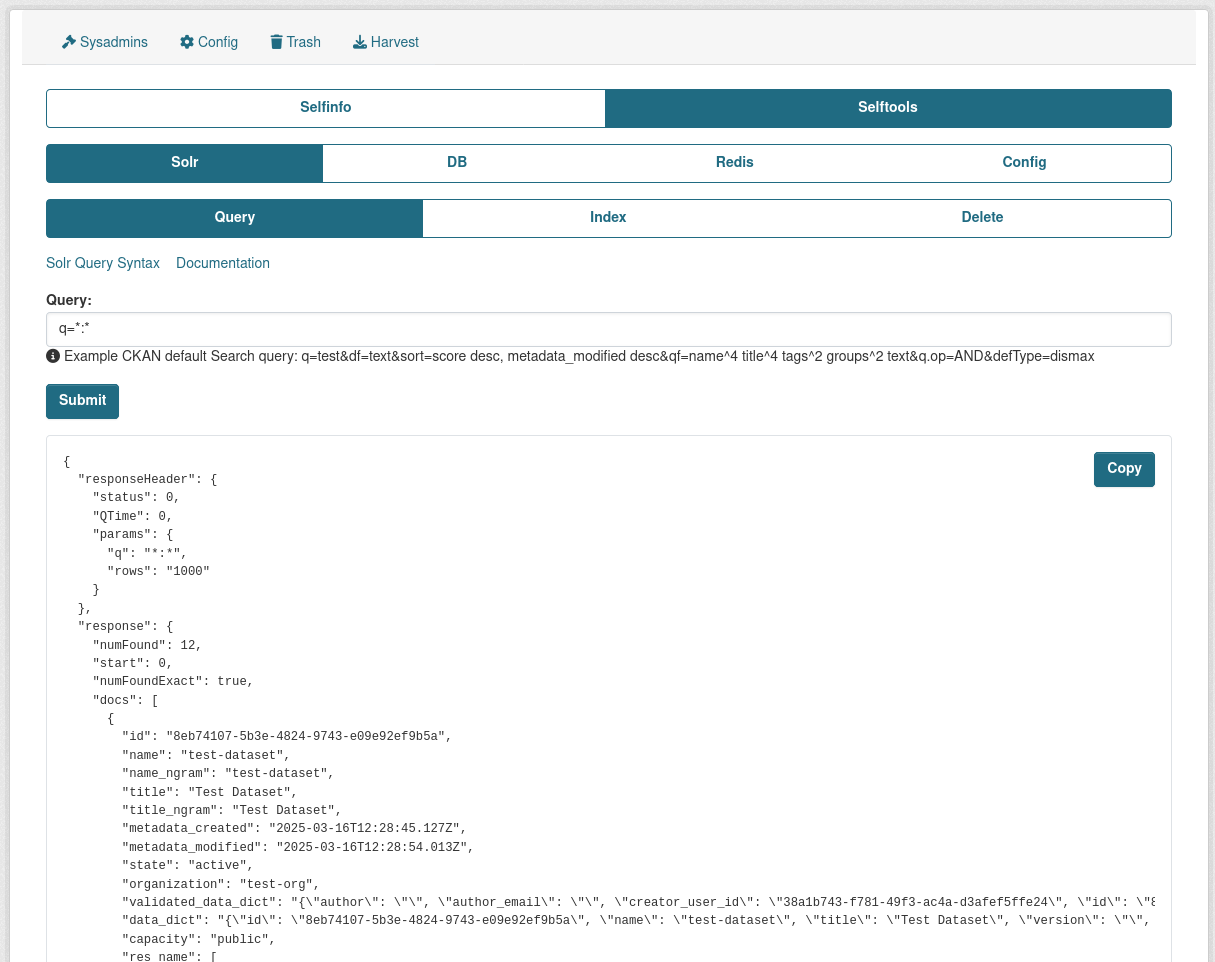 Sysadmins Config Trash Harvest
Selfinfo Selftools
Solr DB Redis Config
Query Index Delete
Solr Query Syntax Documentation
Query:
q=*:*
Example CKAN default Search query: q=test&df=text&sort=score desc, metadata_modified desc&qf=name^4 title^4 tags^2 groups^2 text&q.op=AND&defType=dismax
Submit
Copy
{
  "responseHeader": {
    "status": 0,
    "QTime": 0,
    "params": {
      "q": "*:*",
      "rows": "1000"
    }
  },
  "response": {
    "numFound": 12,
    "start": 0,
    "numFoundExact": true,
    "docs": [
      {
        "id": "8eb74107-5b3e-4824-9743-e09e92ef9b5a",
        "name": "test-dataset",
        "name_ngram": "test-dataset",
        "title": "Test Dataset",
        "title_ngram": "Test Dataset",
        "metadata_created": "2025-03-16T12:28:45.127Z",
        "metadata_modified": "2025-03-16T12:28:54.013Z",
        "state": "active",
        "organization": "test-org",
        "validated_data_dict": "{\"author\": \"\", \"author_email\": \"\", \"creator_user_id\": \"38a1b743-f781-49f3-ac4a-d3afef5ffe24\", \"id\": \"8
        "data_dict": "{\"id\": \"8eb74107-5b3e-4824-9743-e09e92ef9b5a\", \"name\": \"test-dataset\", \"title\": \"Test Dataset\", \"version\": \"\",
        "capacity": "public",
        "res_name": [